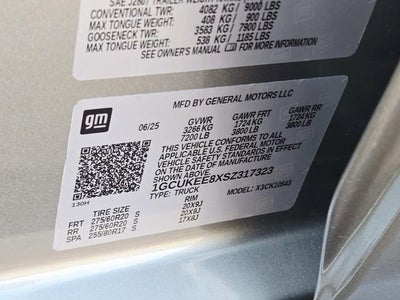 SAE J2807 TRAILER WEIGHT
CONVENTIONAL TWR: 4082 KG / 9000 LBS
MAX TONGUE WEIGHT: 408 KG / 900 LBS
GOOSENECK TWR: 3583 KG / 7900 LBS
MAX TONGUE WEIGHT: 538 KG / 1185 LBS
SEE OWNER'S MANUAL FOR MORE INFORMATION
gm
MFD BY GENERAL MOTORS LLC
06/25 GVWR GAWR FRT GAWR RR
3266 KG 1724 KG 1724 KG
7200 LB 3800 LB 3800 LB
THIS VEHICLE CONFORMS TO ALL APPLICABLE U.S.
FEDERAL MOTOR VEHICLE SAFETY
STANDARDS IN EFFECT ON THE
DATE OF MANUFACTURE
1GCUKEE8XSZ317323
TYPE: TRUCK MODEL: X3CK10543
130H
TIRE SIZE RIM
FRT 275/60R20 S 20X9J
RR 275/60R20 S 20X9J
SPA 255/80R17 S 17X8J